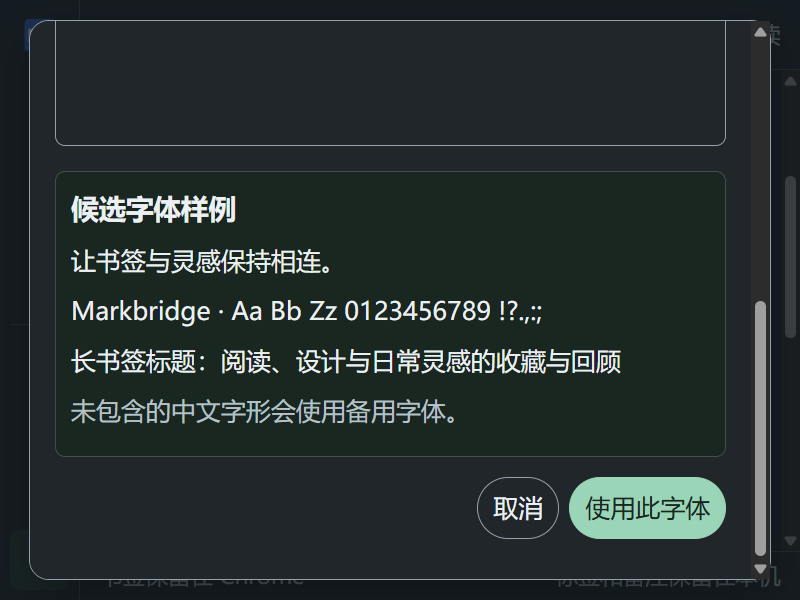 候选字体样例
让书签与灵感保持相连。
Markbridge · Aa Bb Zz 0123456789 !?.,:;
长书签标题：阅读、设计与日常灵感的收藏与回顾
未包含的中文字形会使用备用字体。
取消
使用此字体